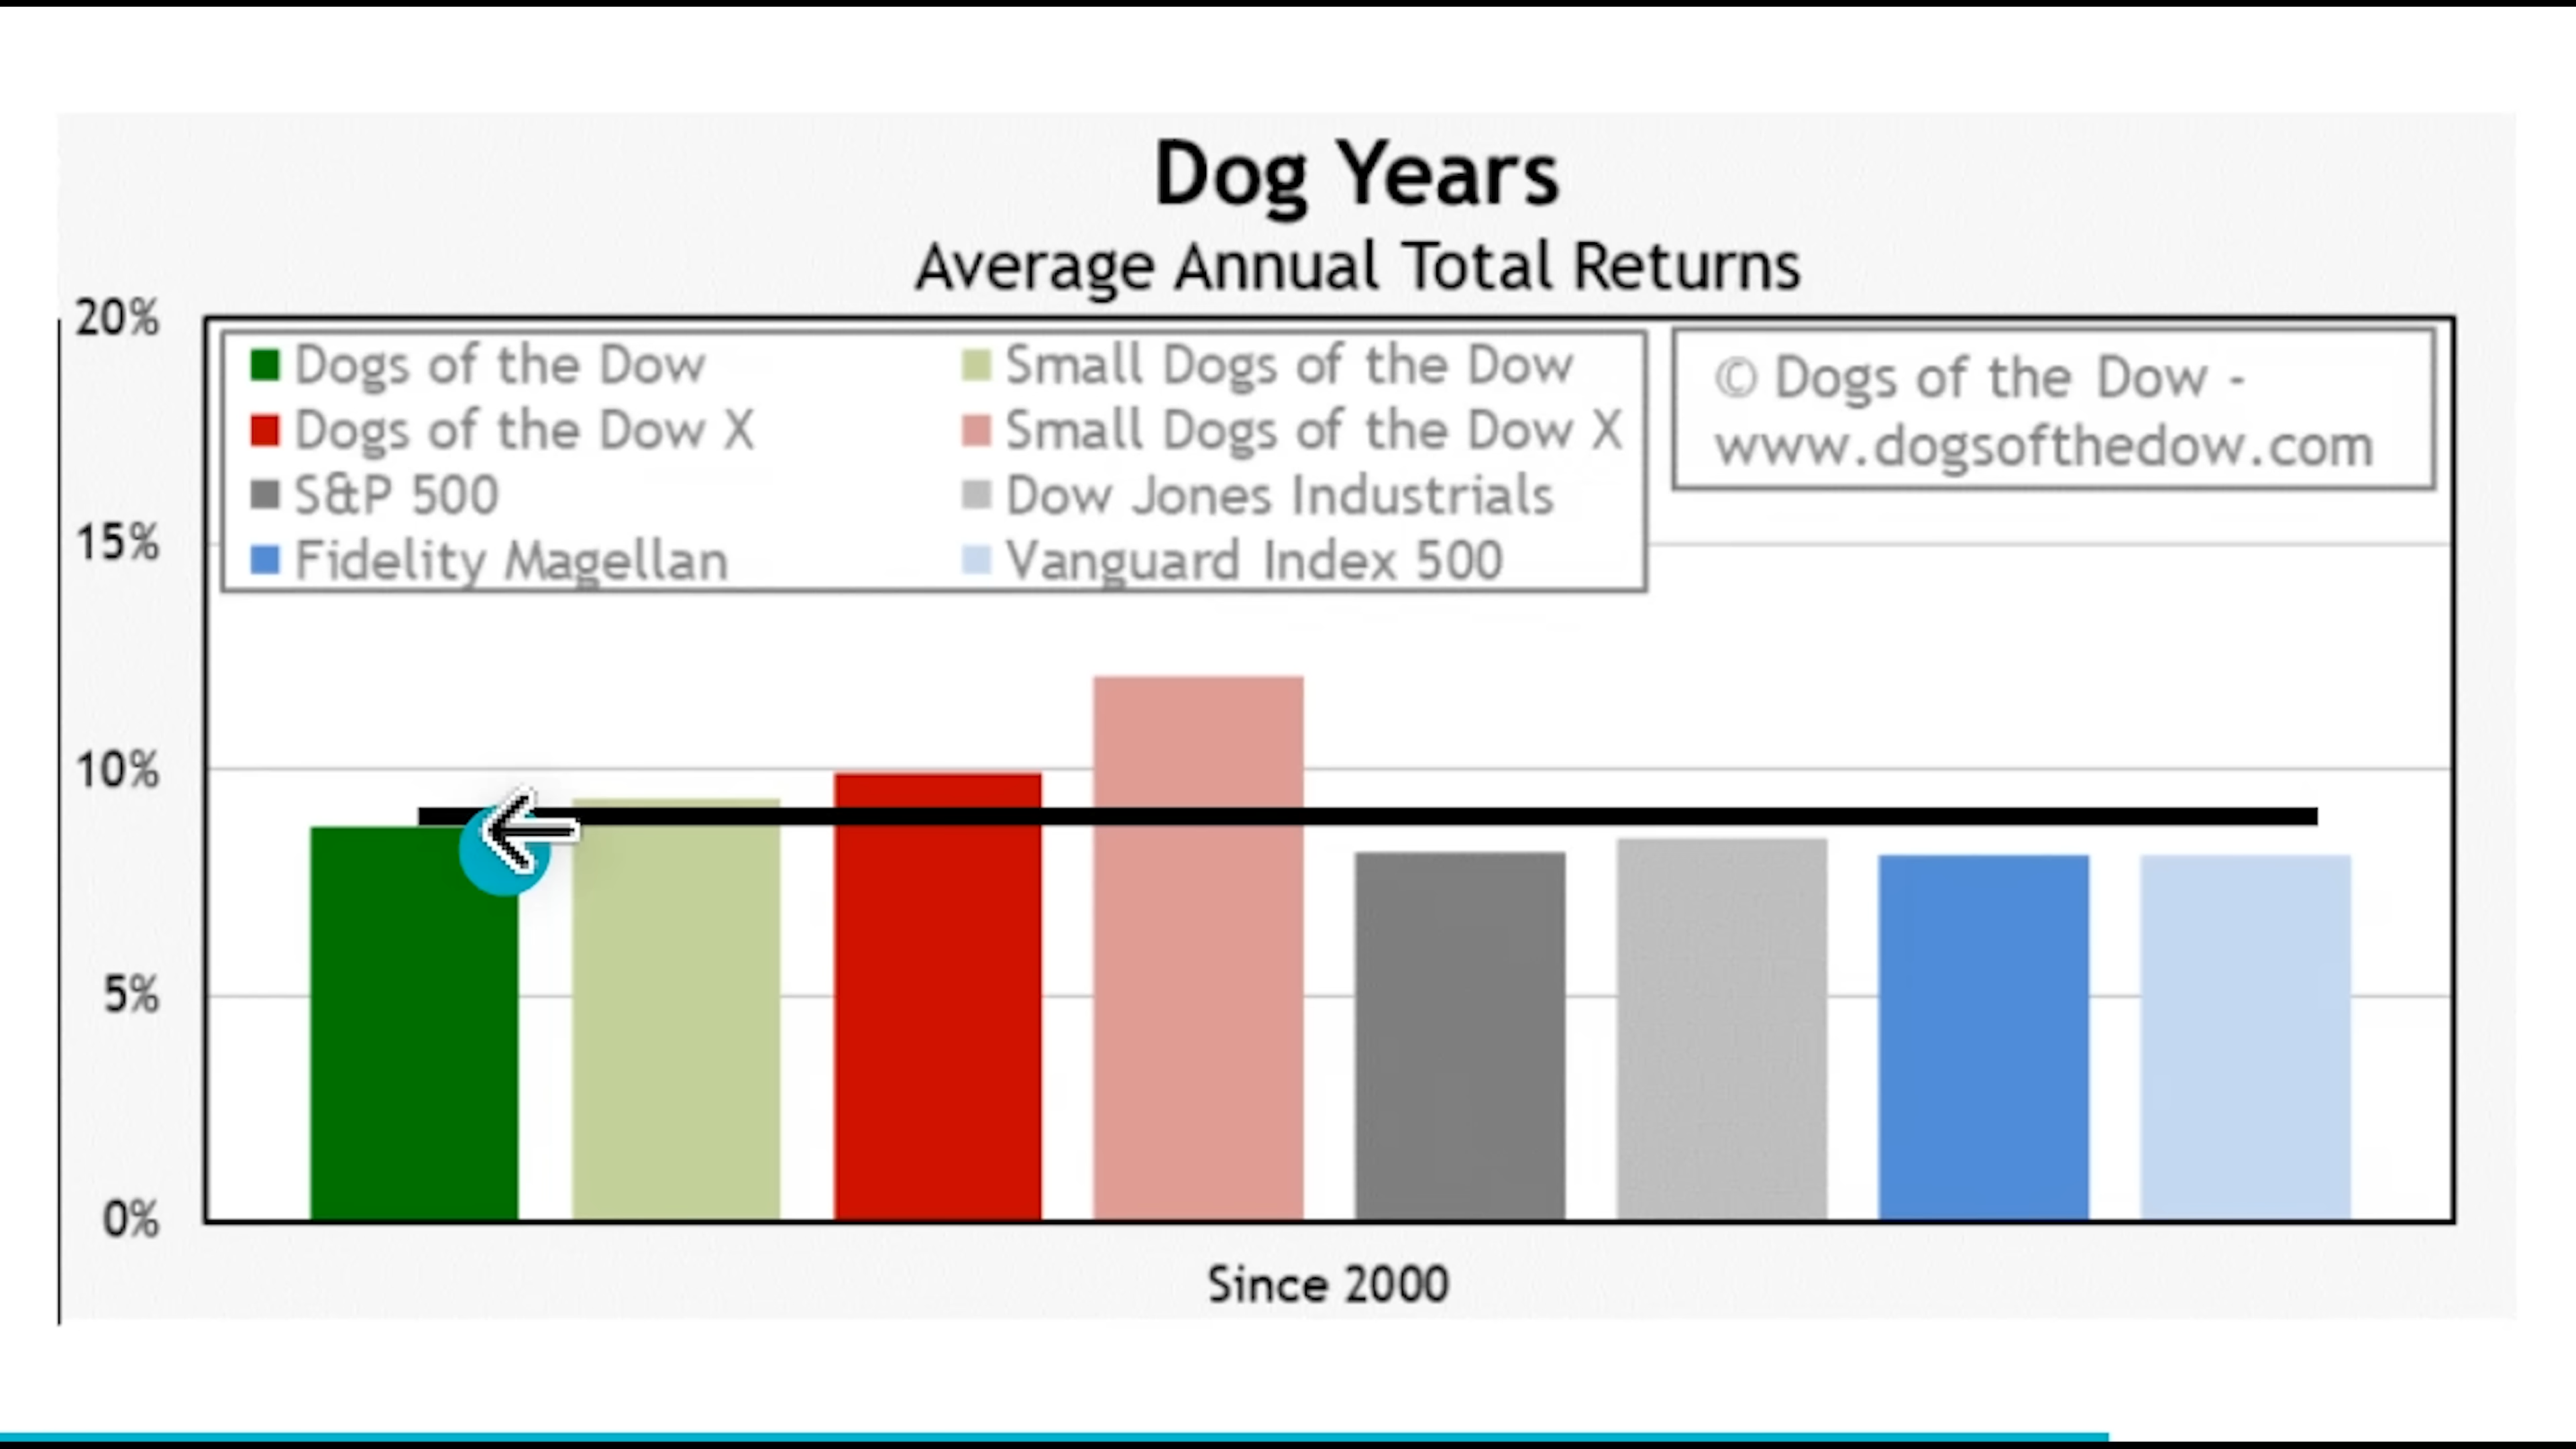 Dog Years
Average Annual Total Returns
20%
15%
10%
5%
0%
Dogs of the Dow
Small Dogs of the Dow
Dogs of the Dow X
Small Dogs of the Dow X
S&P 500
Dow Jones Industrials
Fidelity Magellan
Vanguard Index 500
© Dogs of the Dow -
www.dogsofthedow.com
Since 2000